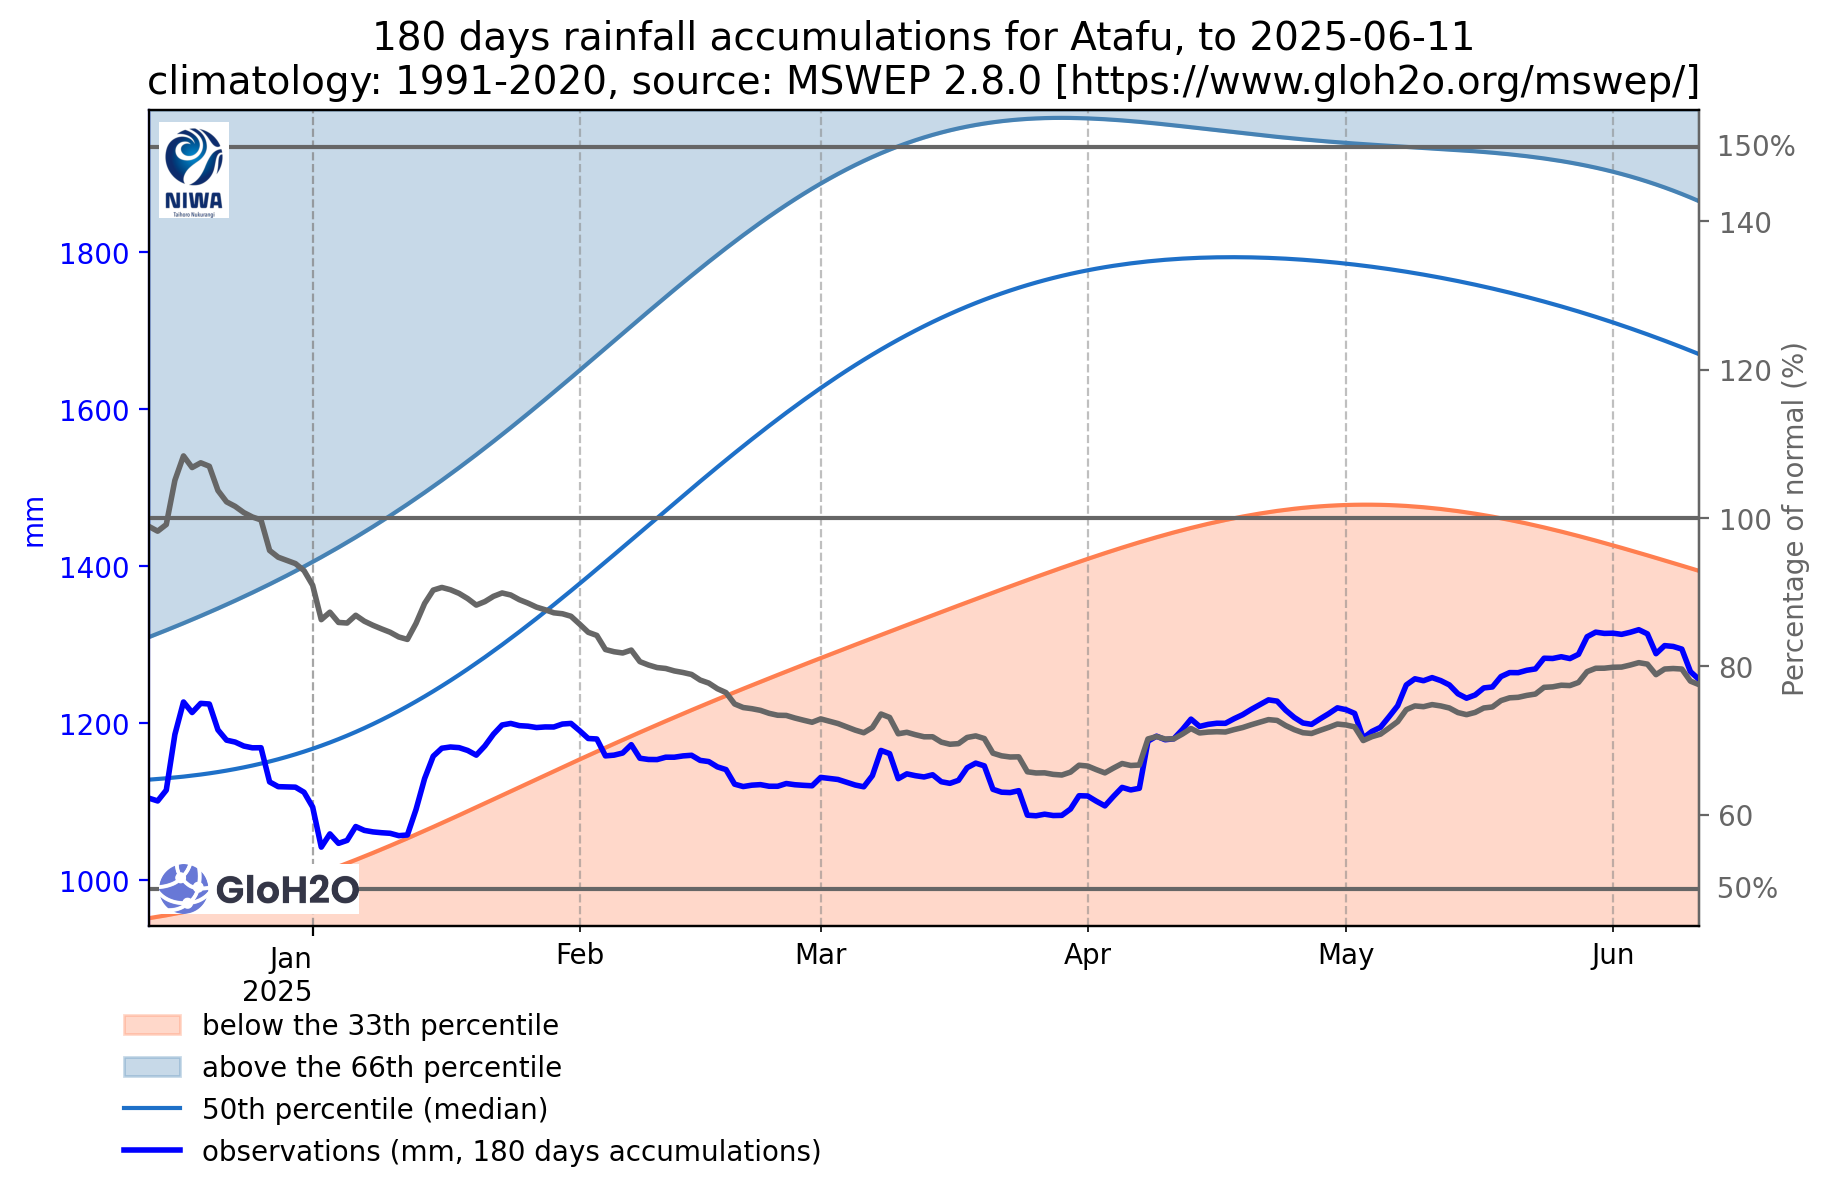 180 days rainfall accumulations for Atafu, to 2025-06-11
climatology: 1991-2020, source: MSWEP 2.8.0 [https://www.gloh2o.org/mswep/]
NIWA
Taihoro Nukurangi
150%
140
120
100
80
60
50%
Percentage of normal (%)
1800
1600
1400
1200
1000
mm
GloH2O
Jan
2025
Feb
Mar
Apr
May
Jun
below the 33th percentile
above the 66th percentile
50th percentile (median)
observations (mm, 180 days accumulations)